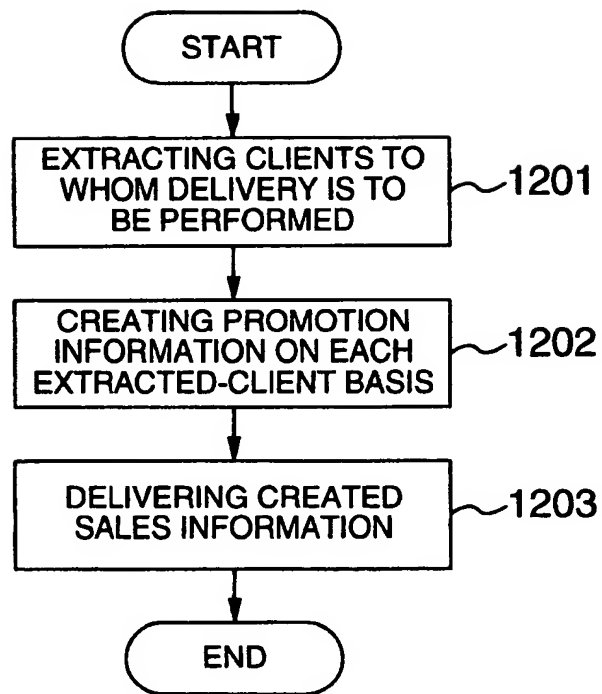 START
EXTRACTING CLIENTS TO
WHOM DELIVERY IS TO
BE PERFORMED
1201
CREATING PROMOTION
INFORMATION ON EACH
EXTRACTED-CLIENT BASIS
1202
DELIVERING CREATED
SALES INFORMATION
1203
END